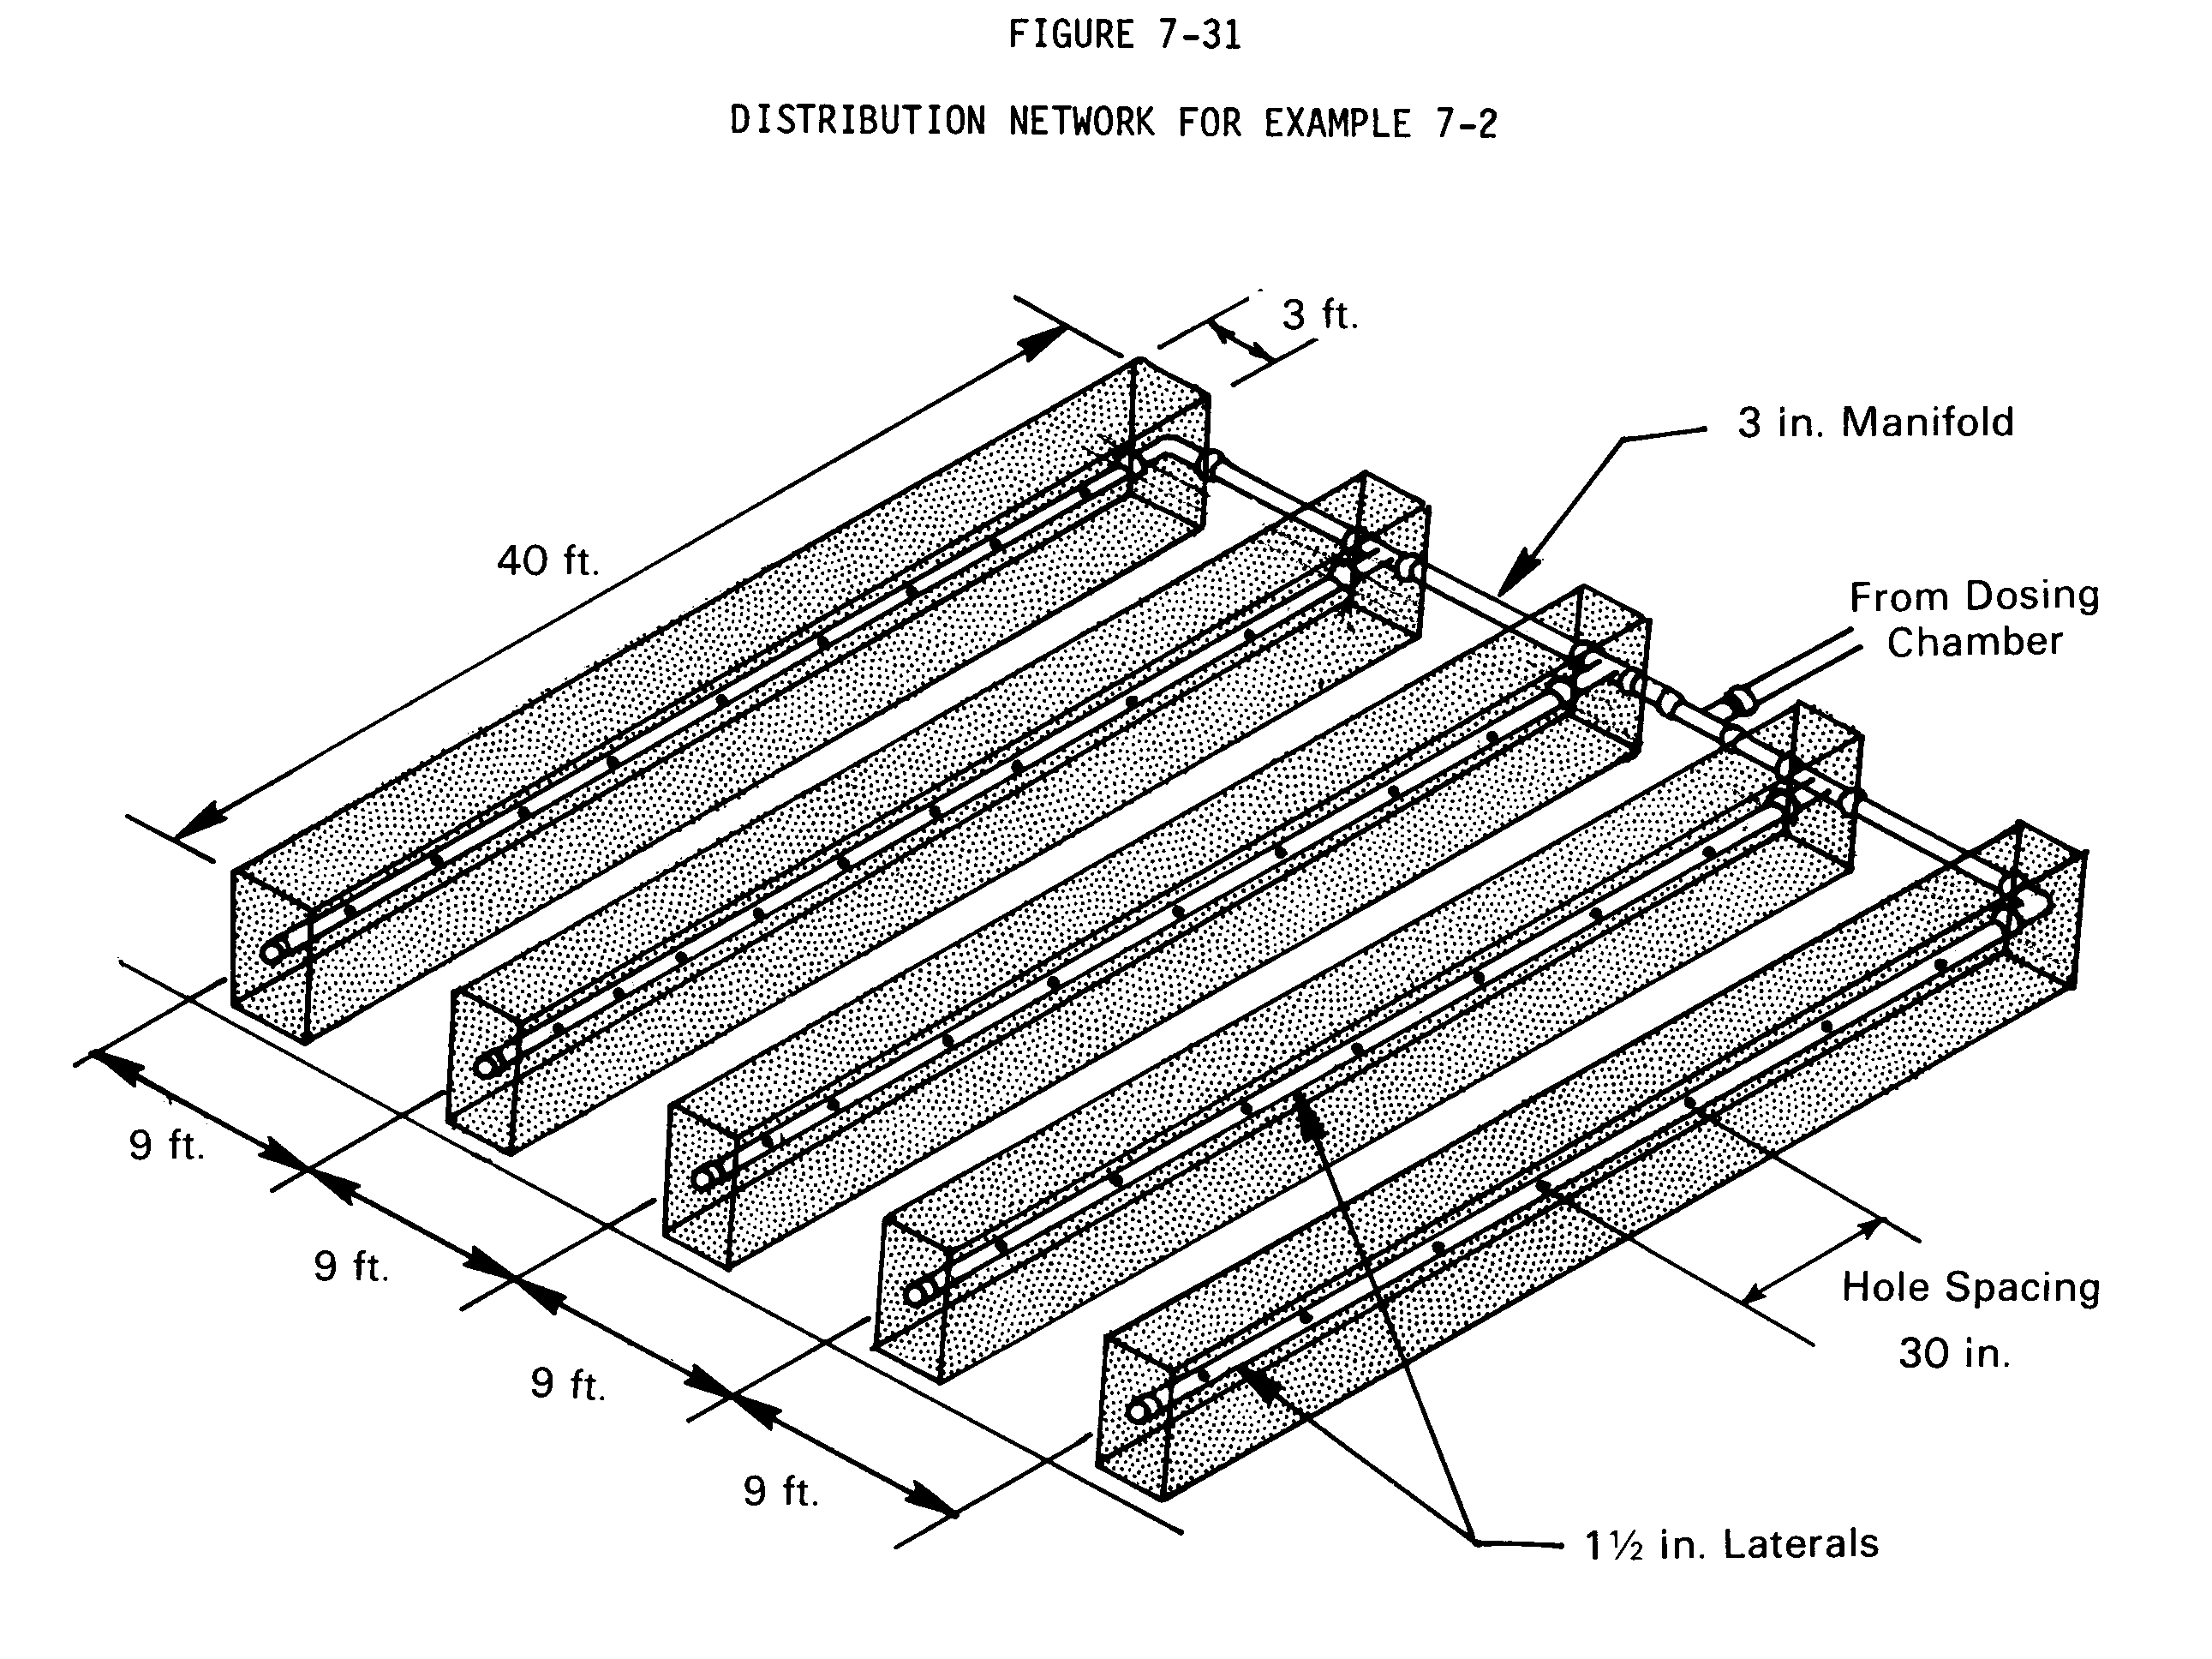 FIGURE 7-31
DISTRIBUTION NETWORK FOR EXAMPLE 7-2
3 ft.
3 in. Manifold
40 ft.
From Dosing
Chamber
9 ft.
9 ft.
9 ft.
9 ft.
Hole Spacing
30 in.
1½ in. Laterals